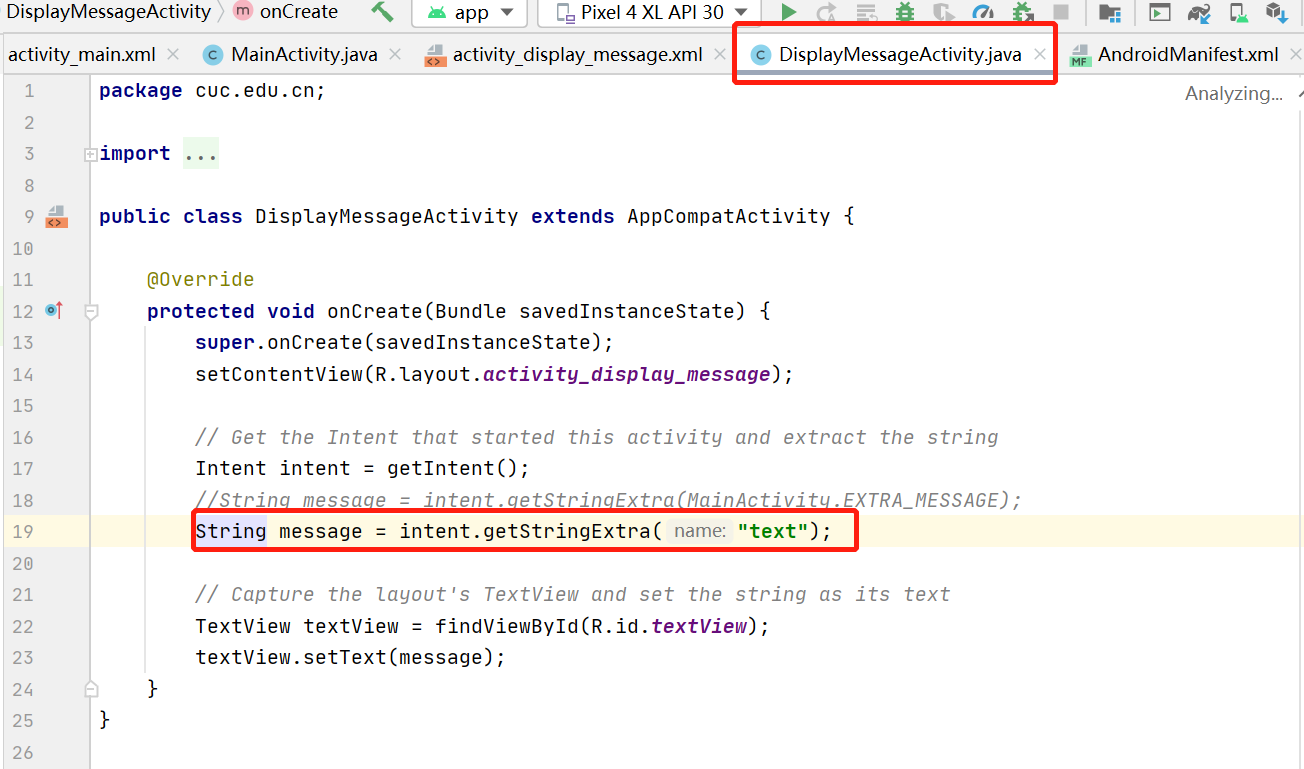 DisplayMessageActivity m onCreate app Pixel 4 XL API 30
activity_main.xml C MainActivity.java activity_display_message.xml C DisplayMessageActivity.java MF AndroidManifest.xml
1 package cuc.edu.cn; Analyzing...
2
3 import ...
8
9 public class DisplayMessageActivity extends AppCompatActivity {
10
11 @Override
12 protected void onCreate(Bundle savedInstanceState) {
13 super.onCreate(savedInstanceState);
14 setContentView(R.layout.activity_display_message);
15
16 // Get the Intent that started this activity and extract the string
17 Intent intent = getIntent();
18 //String message = intent.getStringExtra(MainActivity.EXTRA_MESSAGE);
19 String message = intent.getStringExtra( name: "text");
20
21 // Capture the layout's TextView and set the string as its text
22 TextView textView = findViewById(R.id.textView);
23 textView.setText(message);
24 }
25 }
26